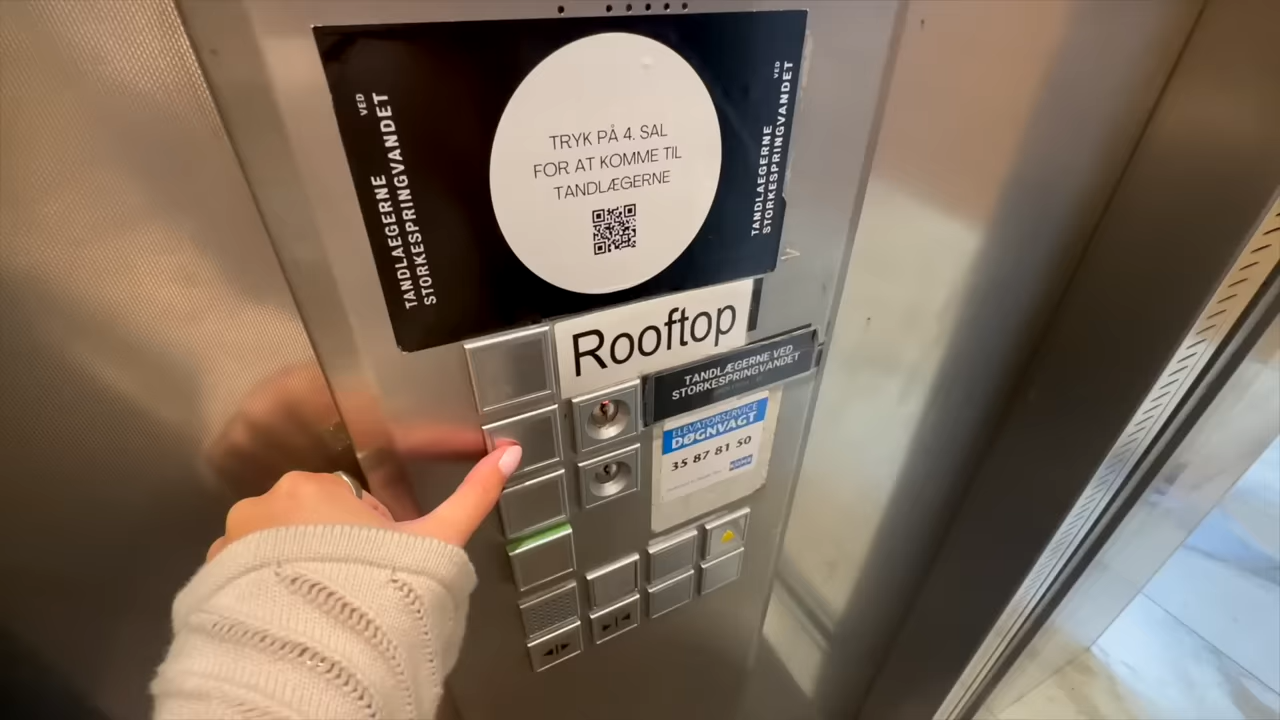 TANDLAEGERNE VED
STORKESPRINGVANDET
TRYK PÅ 4. SAL
FOR AT KOMME TIL
TANDLÆGERNE
TANDLAEGERNE VED
STORKESPRINGVANDET
Rooftop
TANDLÆGERNE VED
STORKESPRINGVANDET
ELEVATORSERVICE
DØGNVAGT
35 87 81 50
KONE